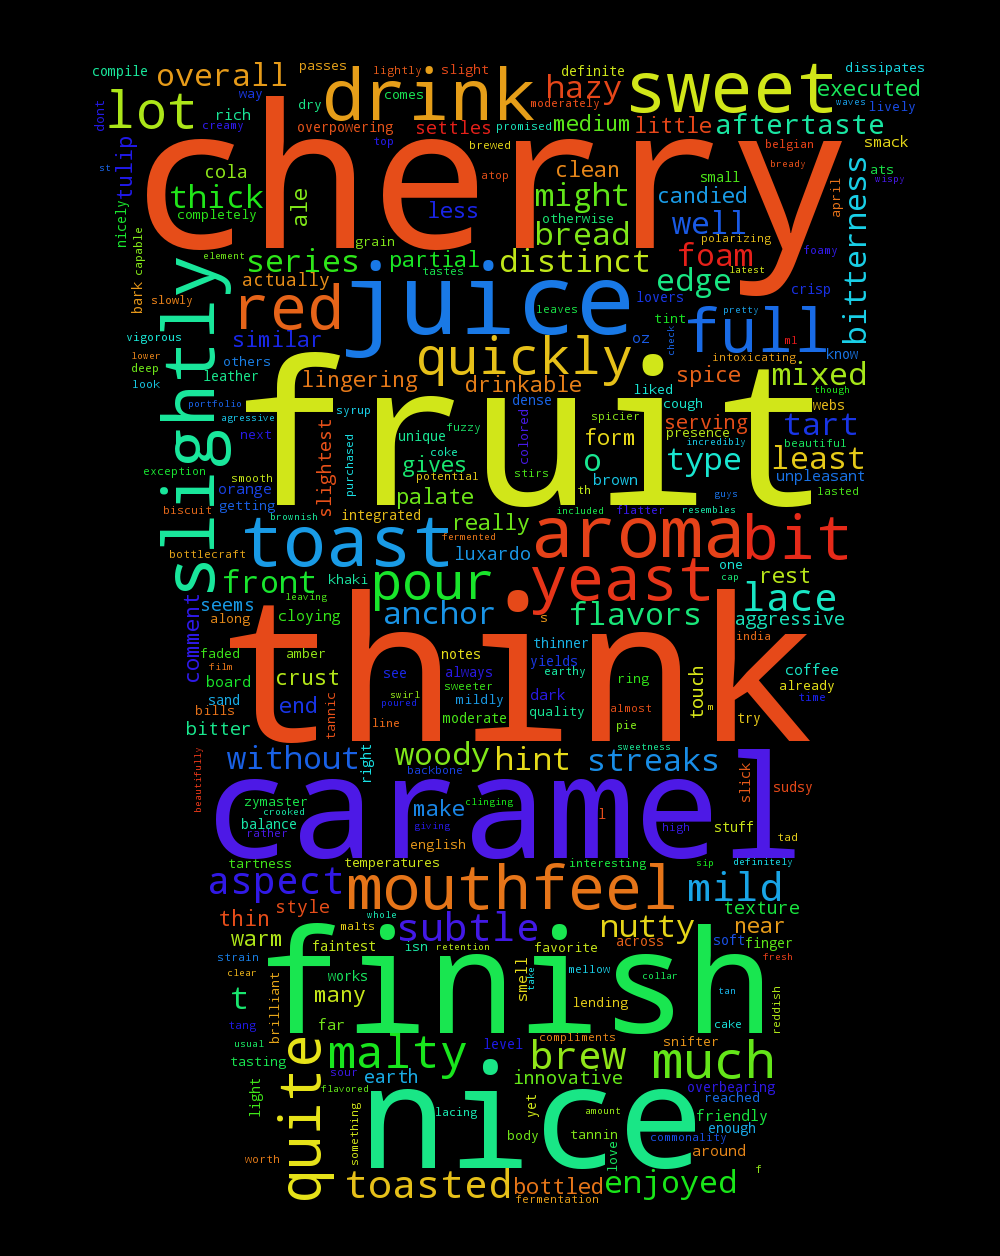 compile overall passes lightly slight definite dissipates
way drink comes hazy sweet executed
dont lot rich dry moderately waves lively
creamy overpowering settles promised medium little aftertaste
tulip top brewed belgian smack
st cola cherry atop clean small candied bready ats wispy
thick completely ale less might otherwise well april bitterness
nicely capable grain bread polarizing foamy
element series partial tastes distinct foam latest
bark slowly actually juice leaves edge lovers crisp
slightly red tint full pretty
vigorous similar quickly oz check ml know
lower others intoxicating
deep look leather lingering drinkable liked spice mixed though
portfolio agressive syrup dense cough serving webs
next fruit unique fuzzy colored spicier presence incredibly tart
coke form beautiful
exception slightest purchased gives stirs o type least
smooth potential brown unpleasant
orange palate th guys lasted
biscuit getting brownish integrated really included flatter resembles
bottlecraft toast fermented aroma bit
khaki luxardo one
front pour yeast cap rest
leaving lace
comment seems along cloying anchor s flavors aggressive
think thinner india
faded amber notes yields coffee
film board crust see always earthy ring touch already
sand swirl sweeter mildly dark quality almost m time
bills end tannic poured
bitter line moderate pie try
without right woody hint sweetness streaks
beautifully backbone slick
caramel sudsy
zymaster crooked make clinging l stuff
balance rather giving high tad
english
tartness temperatures interesting sip definitely
aspect mouthfeel mild
style whole texture
thin malts subtle nutty near
warm faintest isn retention favorite across soft finger
strain finish fresh
clear works smell take mellow collar
t brilliant many lending tan reddish
far cake
tang malty level compliments snifter
usual brew much
tasting sour earth innovative overbearing
light quite flavored nice reached
something lacing yet amount friendly
body tannin love commonality enough
worth around
toasted bottled enjoyed f
fermentation